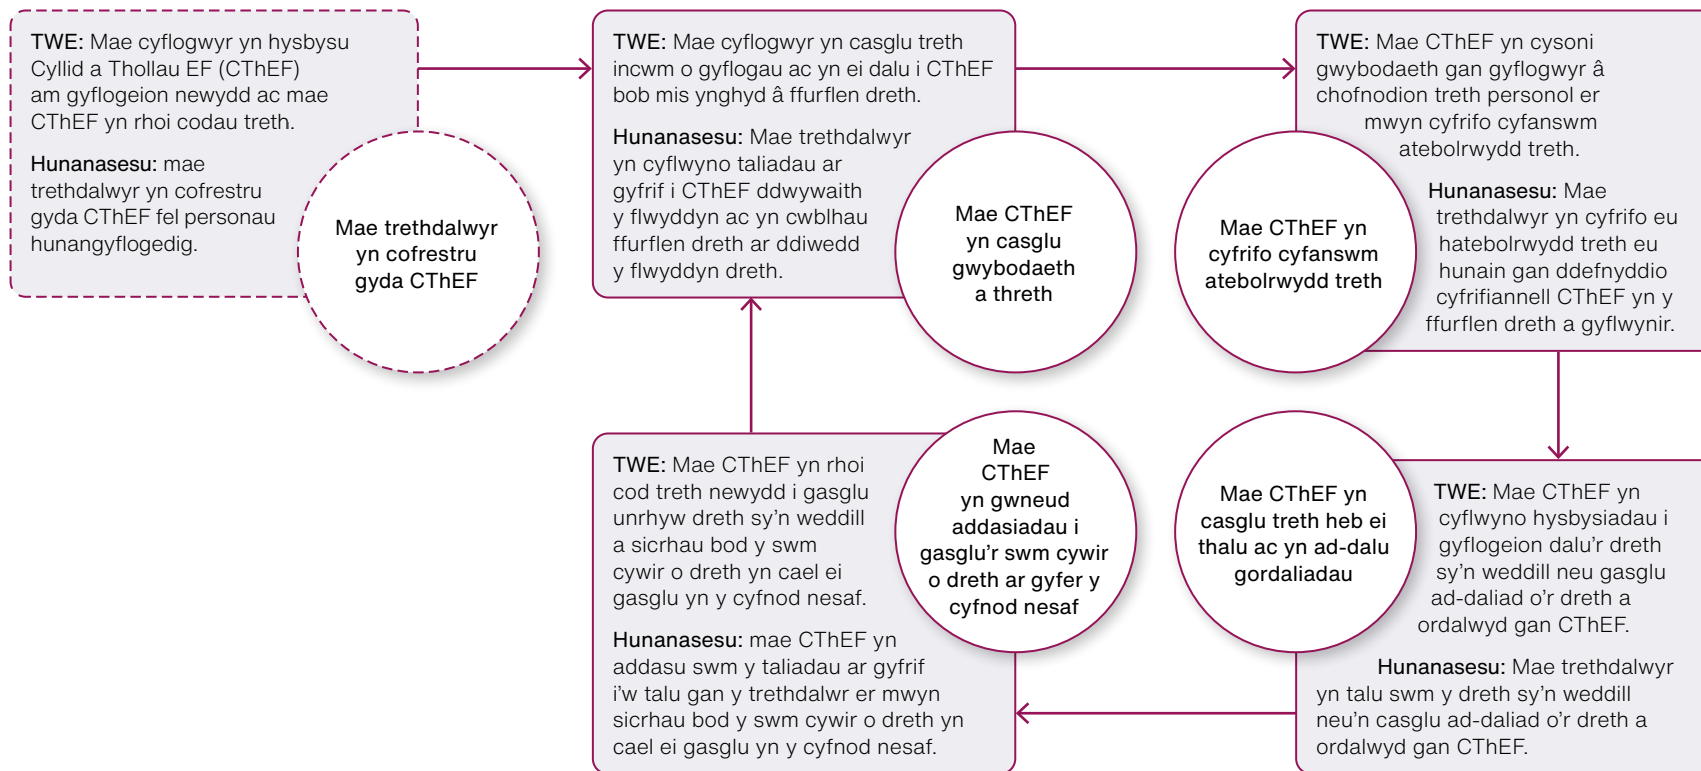 TWE: Mae cyflogwyr yn hysbysu
Cyllid a Thollau EF (CThEF)
am gyflogeion newydd ac mae
CThEF yn rhoi codau treth.
Hunanasesu: mae
trethdalwyr yn cofrestru
gyda CThEF fel personau
hunangyflogedig.
Mae trethdalwyr
yn cofrestru
gyda CThEF
TWE: Mae cyflogwyr yn casglu treth
incwm o gyflogau ac yn ei dalu i CThEF
bob mis ynghyd â ffurflen dreth.
Hunanasesu: Mae trethdalwyr
yn cyflwyno taliadau ar
gyfrif i CThEF ddwywaith
y flwyddyn ac yn cwblhau
ffurflen dreth ar ddiwedd
y flwyddyn dreth.
Mae CThEF
yn casglu
gwybodaeth
a threth
TWE: Mae CThEF yn cysoni
gwybodaeth gan gyflogwyr â
chofnodion treth personol er
mwyn cyfrifo cyfanswm
atebolrwydd treth.
Hunanasesu: Mae
trethdalwyr yn cyfrifo eu
hatebolrwydd treth eu
hunain gan ddefnyddio
cyfrifiannell CThEF yn y
ffurflen dreth a gyflwynir.
Mae CThEF yn
cyfrifo cyfanswm
atebolrwydd treth
TWE: Mae CThEF yn
cyflwyno hysbysiadau i
gyflogeion dalu'r dreth
sy'n weddill neu gasglu
ad-daliad o'r dreth a
ordalwyd gan CThEF.
Hunanasesu: Mae trethdalwyr
yn talu swm y dreth sy'n weddill
neu'n casglu ad-daliad o'r dreth a
ordalwyd gan CThEF.
Mae CThEF yn
casglu treth heb ei
thalu ac yn ad-dalu
gordaliadau
TWE: Mae CThEF yn rhoi
cod treth newydd i gasglu
unrhyw dreth sy'n weddill
a sicrhau bod y swm
cywir o dreth yn cael ei
gasglu yn y cyfnod nesaf.
Hunanasesu: mae CThEF yn
addasu swm y taliadau ar gyfrif
i'w talu gan y trethdalwr er mwyn
sicrhau bod y swm cywir o dreth yn
cael ei gasglu yn y cyfnod nesaf.
Mae
CThEF
yn gwneud
addasiadau i
gasglu'r swm cywir
o dreth ar gyfer y
cyfnod nesaf